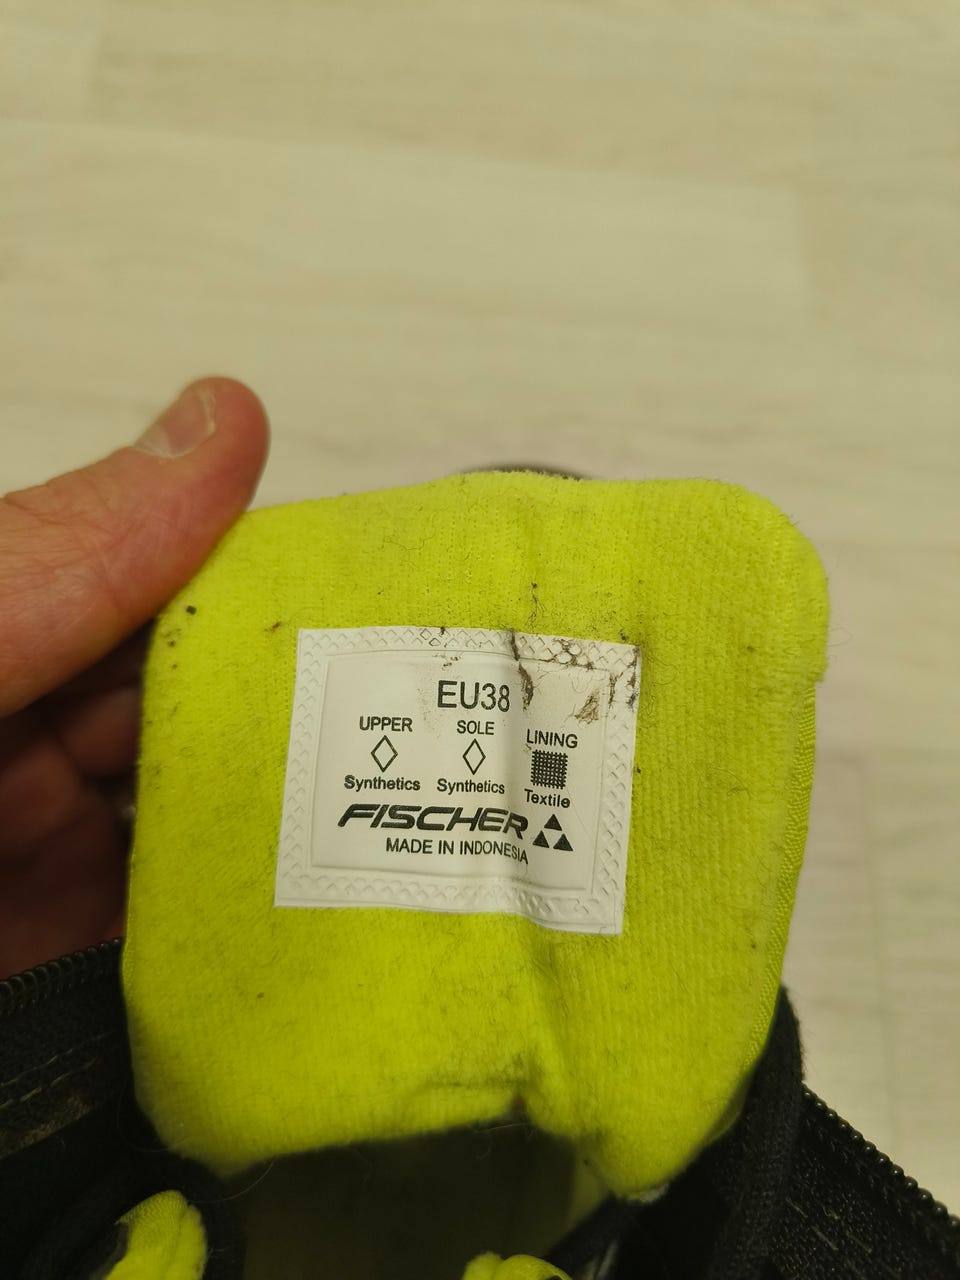 EU38
UPPER SOLE LINING
Synthetics Synthetics Textile
FISCHER
MADE IN INDONESIA